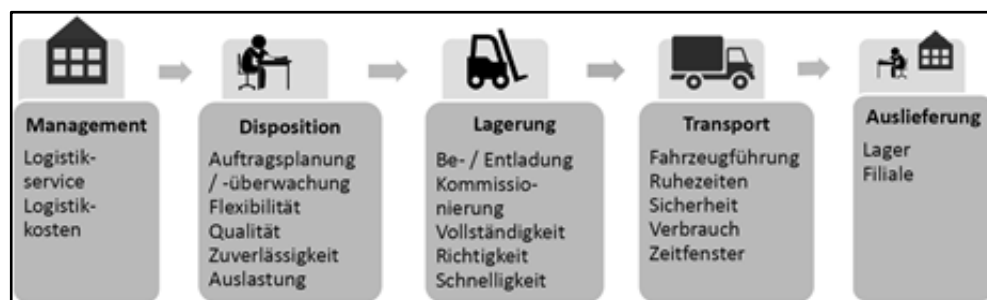 Management
Logistik-
service
Logistik-
kosten
Disposition
Auftragsplanung
/ -überwachung
Flexibilität
Qualität
Zuverlässigkeit
Auslastung
Lagerung
Be- / Entladung
Kommissio-
nierung
Vollständigkeit
Richtigkeit
Schnelligkeit
Transport
Fahrzeugführung
Ruhezeiten
Sicherheit
Verbrauch
Zeitfenster
Auslieferung
Lager
Filiale